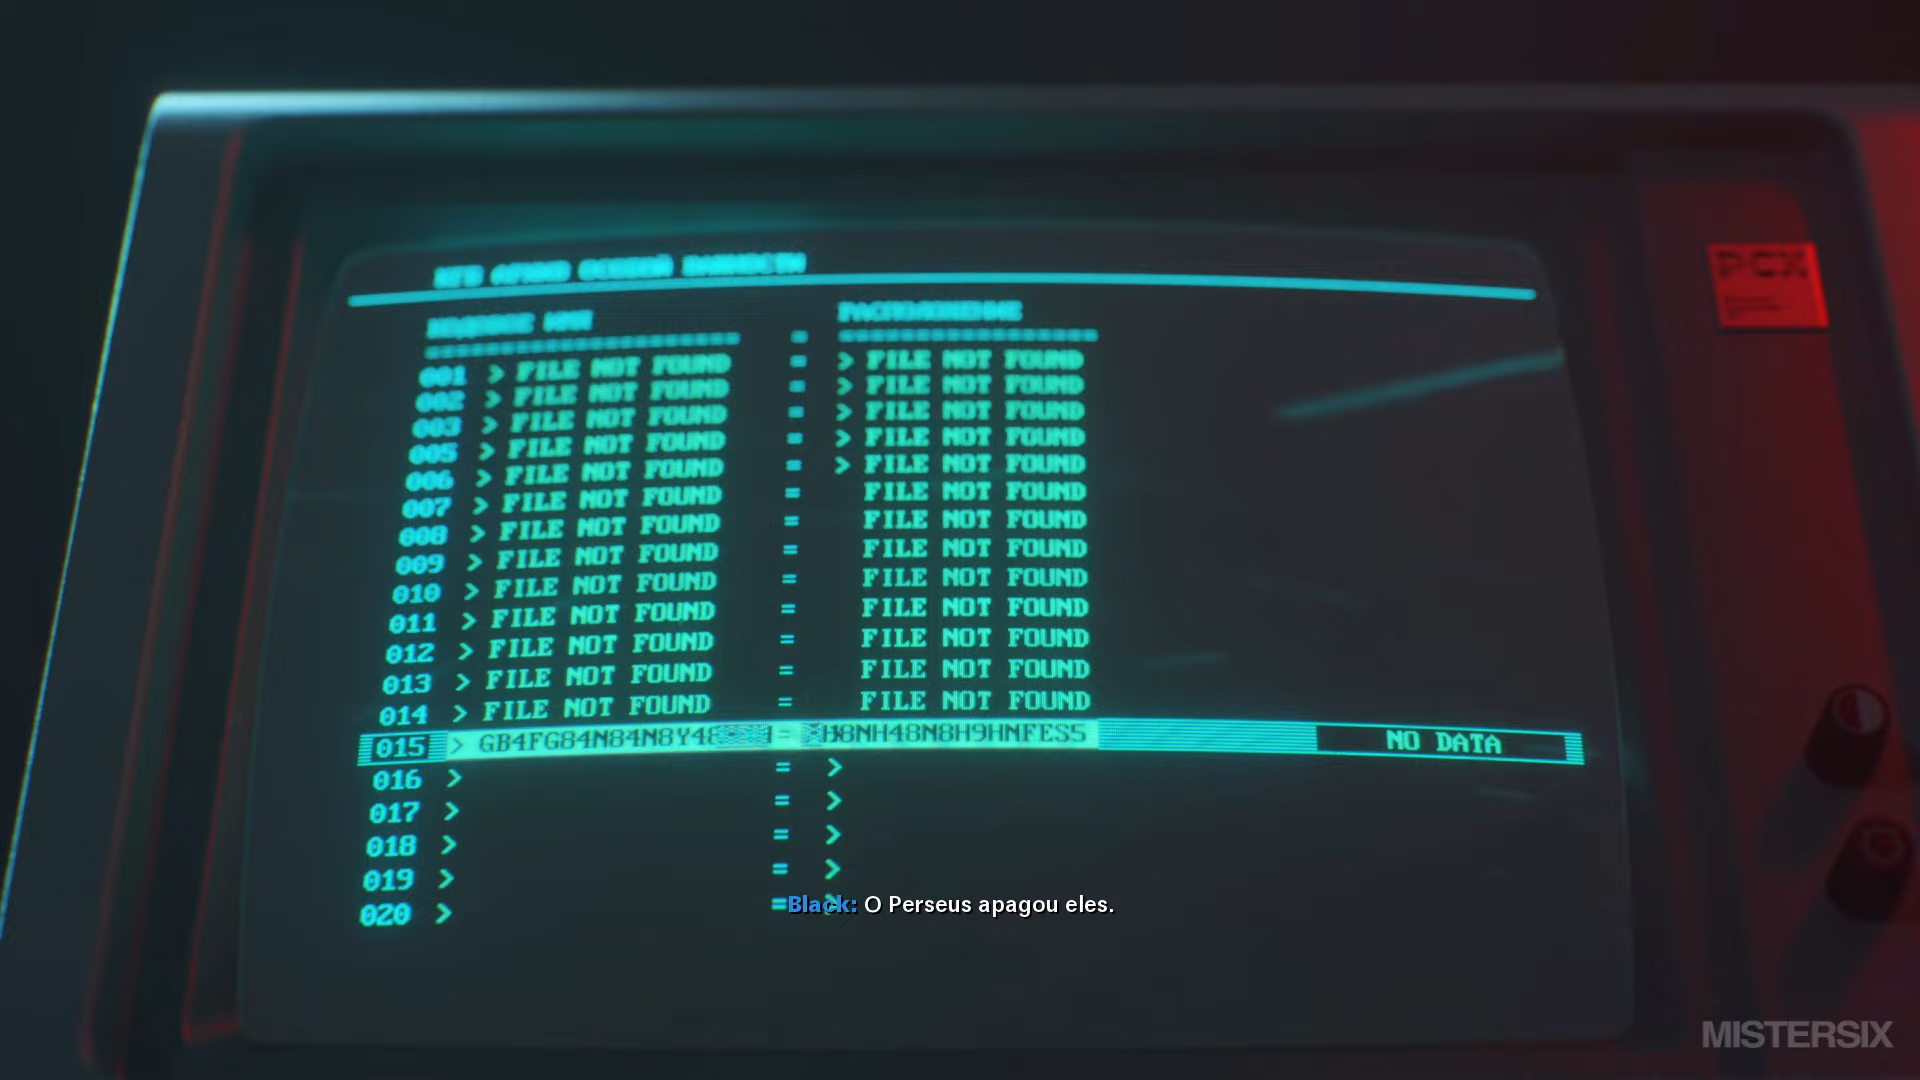 PCX
001 > FILE NOT FOUND = > FILE NOT FOUND
002 > FILE NOT FOUND = > FILE NOT FOUND
003 > FILE NOT FOUND = > FILE NOT FOUND
005 > FILE NOT FOUND = > FILE NOT FOUND
006 > FILE NOT FOUND = > FILE NOT FOUND
007 > FILE NOT FOUND = FILE NOT FOUND
008 > FILE NOT FOUND = FILE NOT FOUND
009 > FILE NOT FOUND = FILE NOT FOUND
010 > FILE NOT FOUND = FILE NOT FOUND
011 > FILE NOT FOUND = FILE NOT FOUND
012 > FILE NOT FOUND = FILE NOT FOUND
013 > FILE NOT FOUND = FILE NOT FOUND
014 > FILE NOT FOUND = FILE NOT FOUND
015 > = NO DATA
016 > = >
017 > = >
018 > = >
019 > = >
020 > = >
Black: O Perseus apagou eles.
MISTERSIX